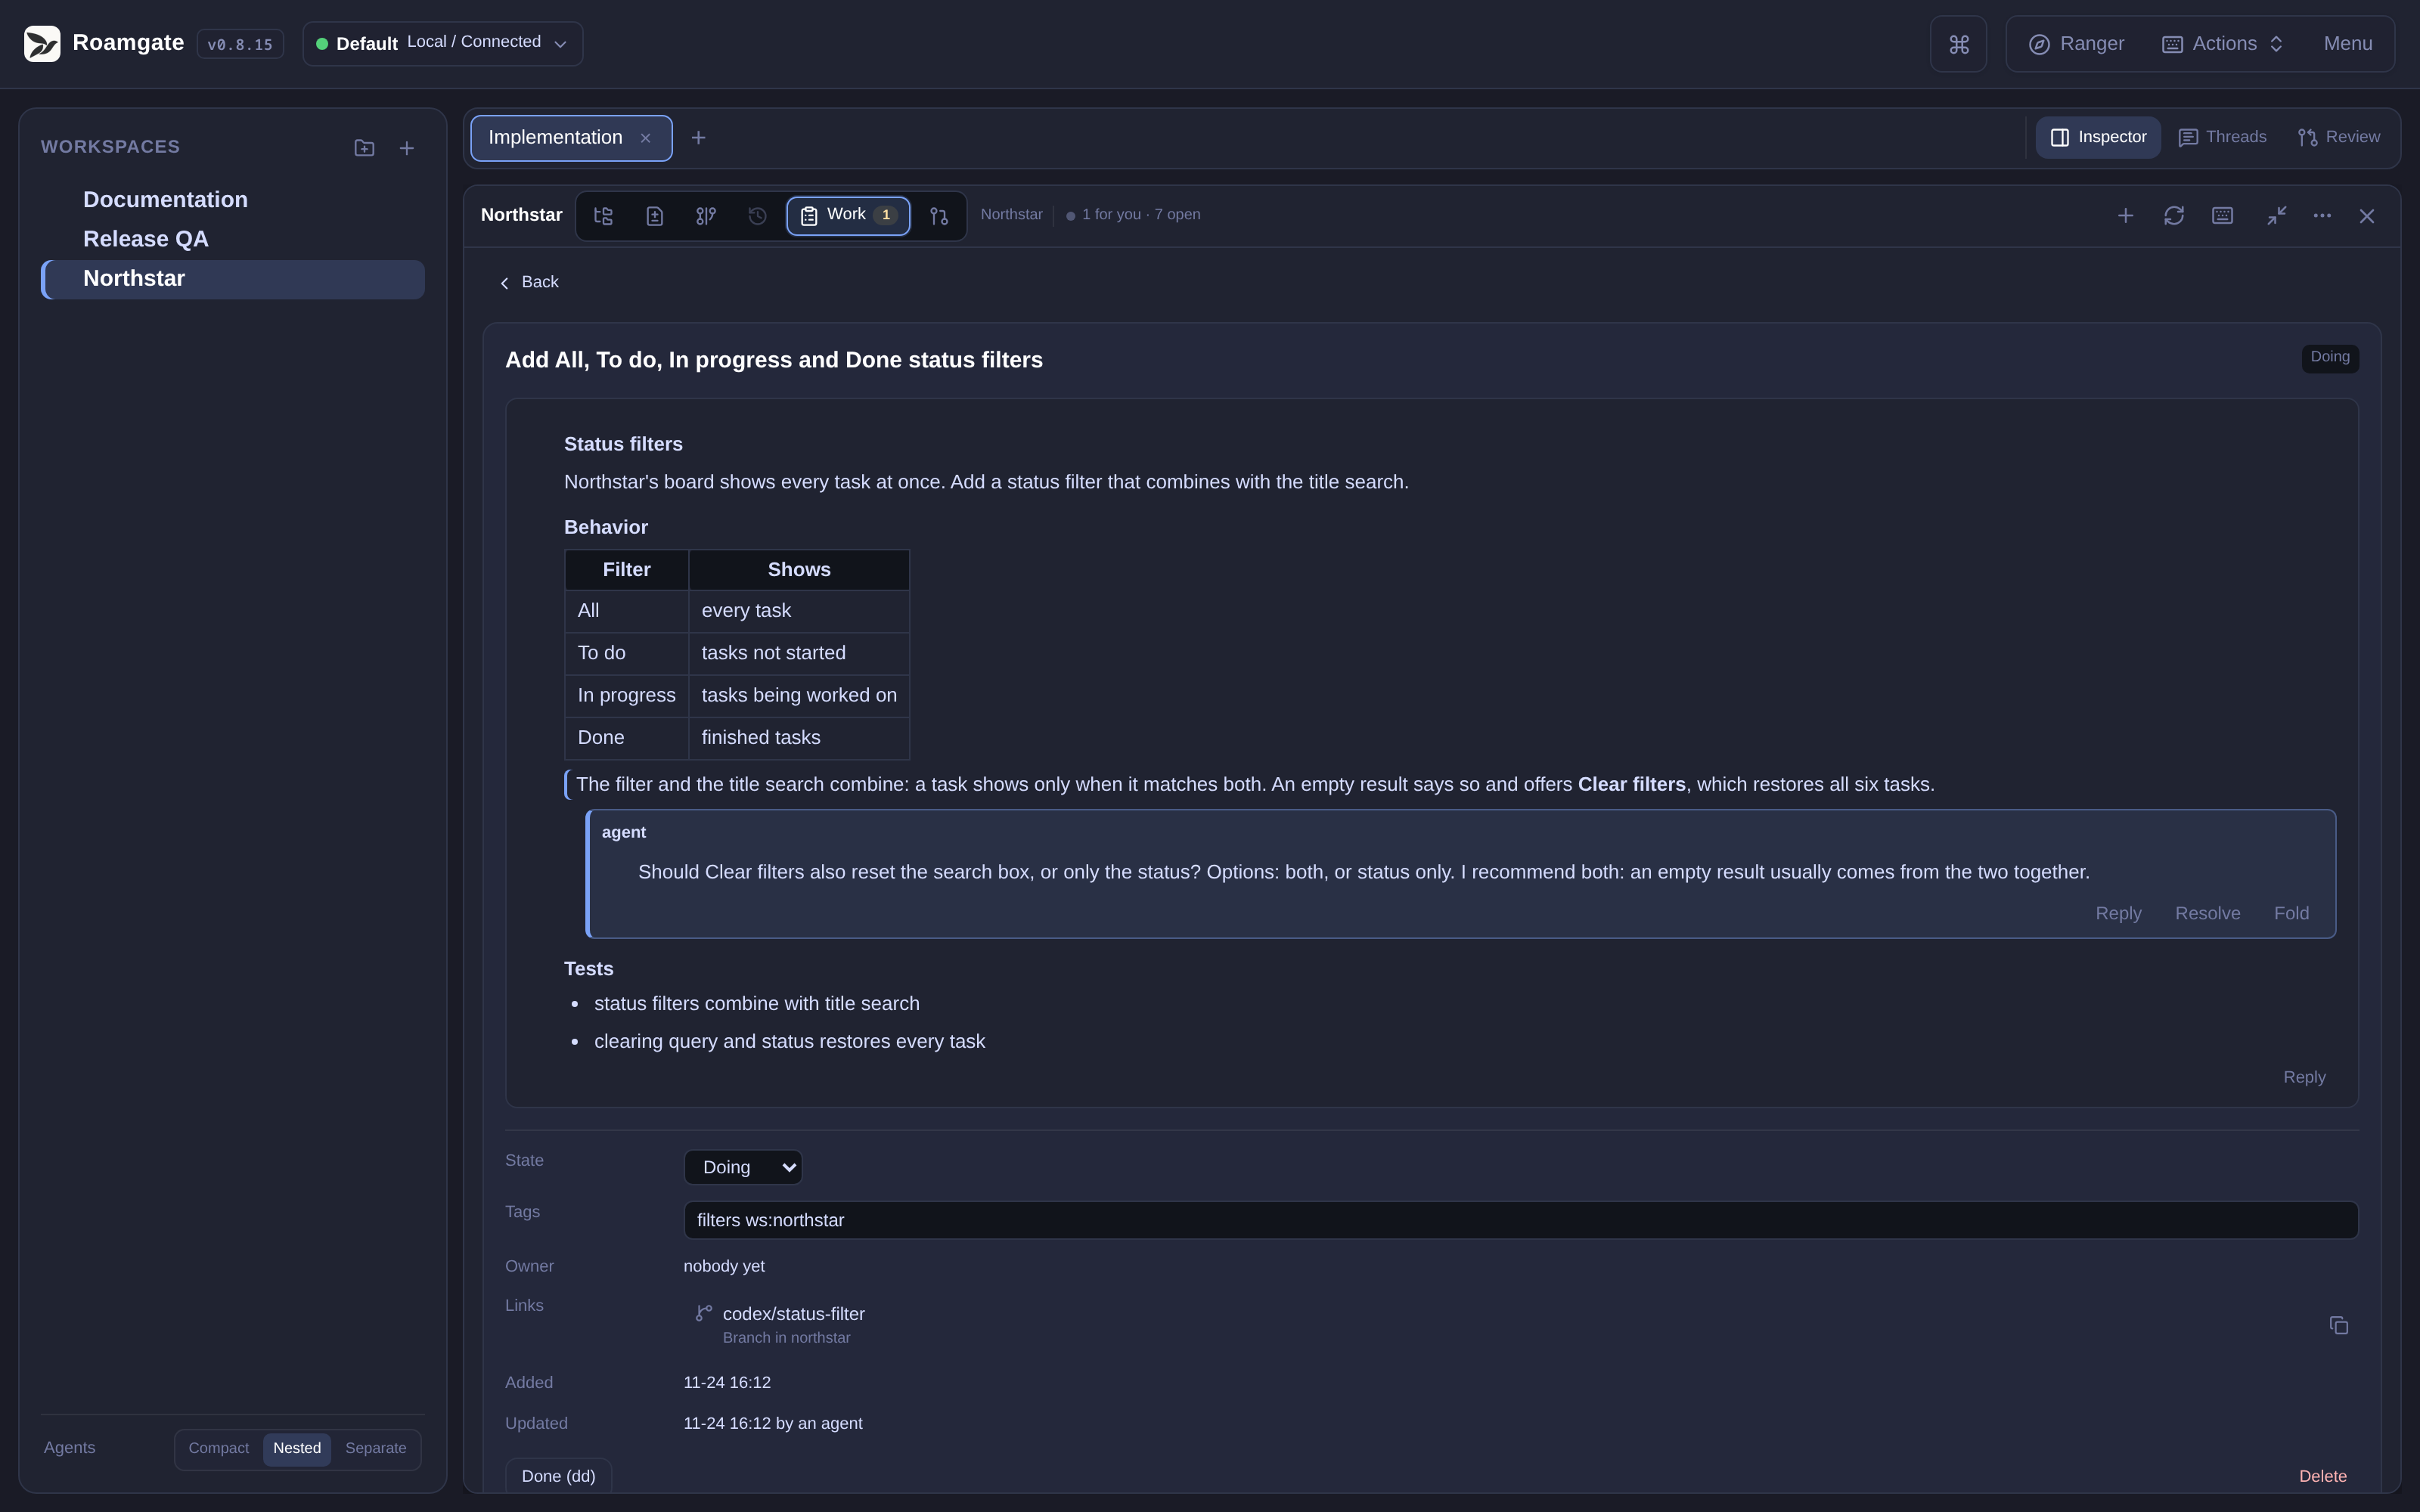 Roamgate v0.8.15 Default Local / Connected Ranger Actions Menu
WORKSPACES
Documentation
Release QA
Northstar
Agents Compact Nested Separate
Implementation Inspector Threads Review
Northstar Work 1 Northstar 1 for you · 7 open
Back
Add All, To do, In progress and Done status filters Doing
Status filters
Northstar's board shows every task at once. Add a status filter that combines with the title search.
Behavior
Filter Shows
All every task
To do tasks not started
In progress tasks being worked on
Done finished tasks
The filter and the title search combine: a task shows only when it matches both. An empty result says so and offers Clear filters, which restores all six tasks.
agent
Should Clear filters also reset the search box, or only the status? Options: both, or status only. I recommend both: an empty result usually comes from the two together.
Reply Resolve Fold
Tests
• status filters combine with title search
• clearing query and status restores every task
Reply
State Doing
Tags filters ws:northstar
Owner nobody yet
Links codex/status-filter
Branch in northstar
Added 11-24 16:12
Updated 11-24 16:12 by an agent
Done (dd) Delete